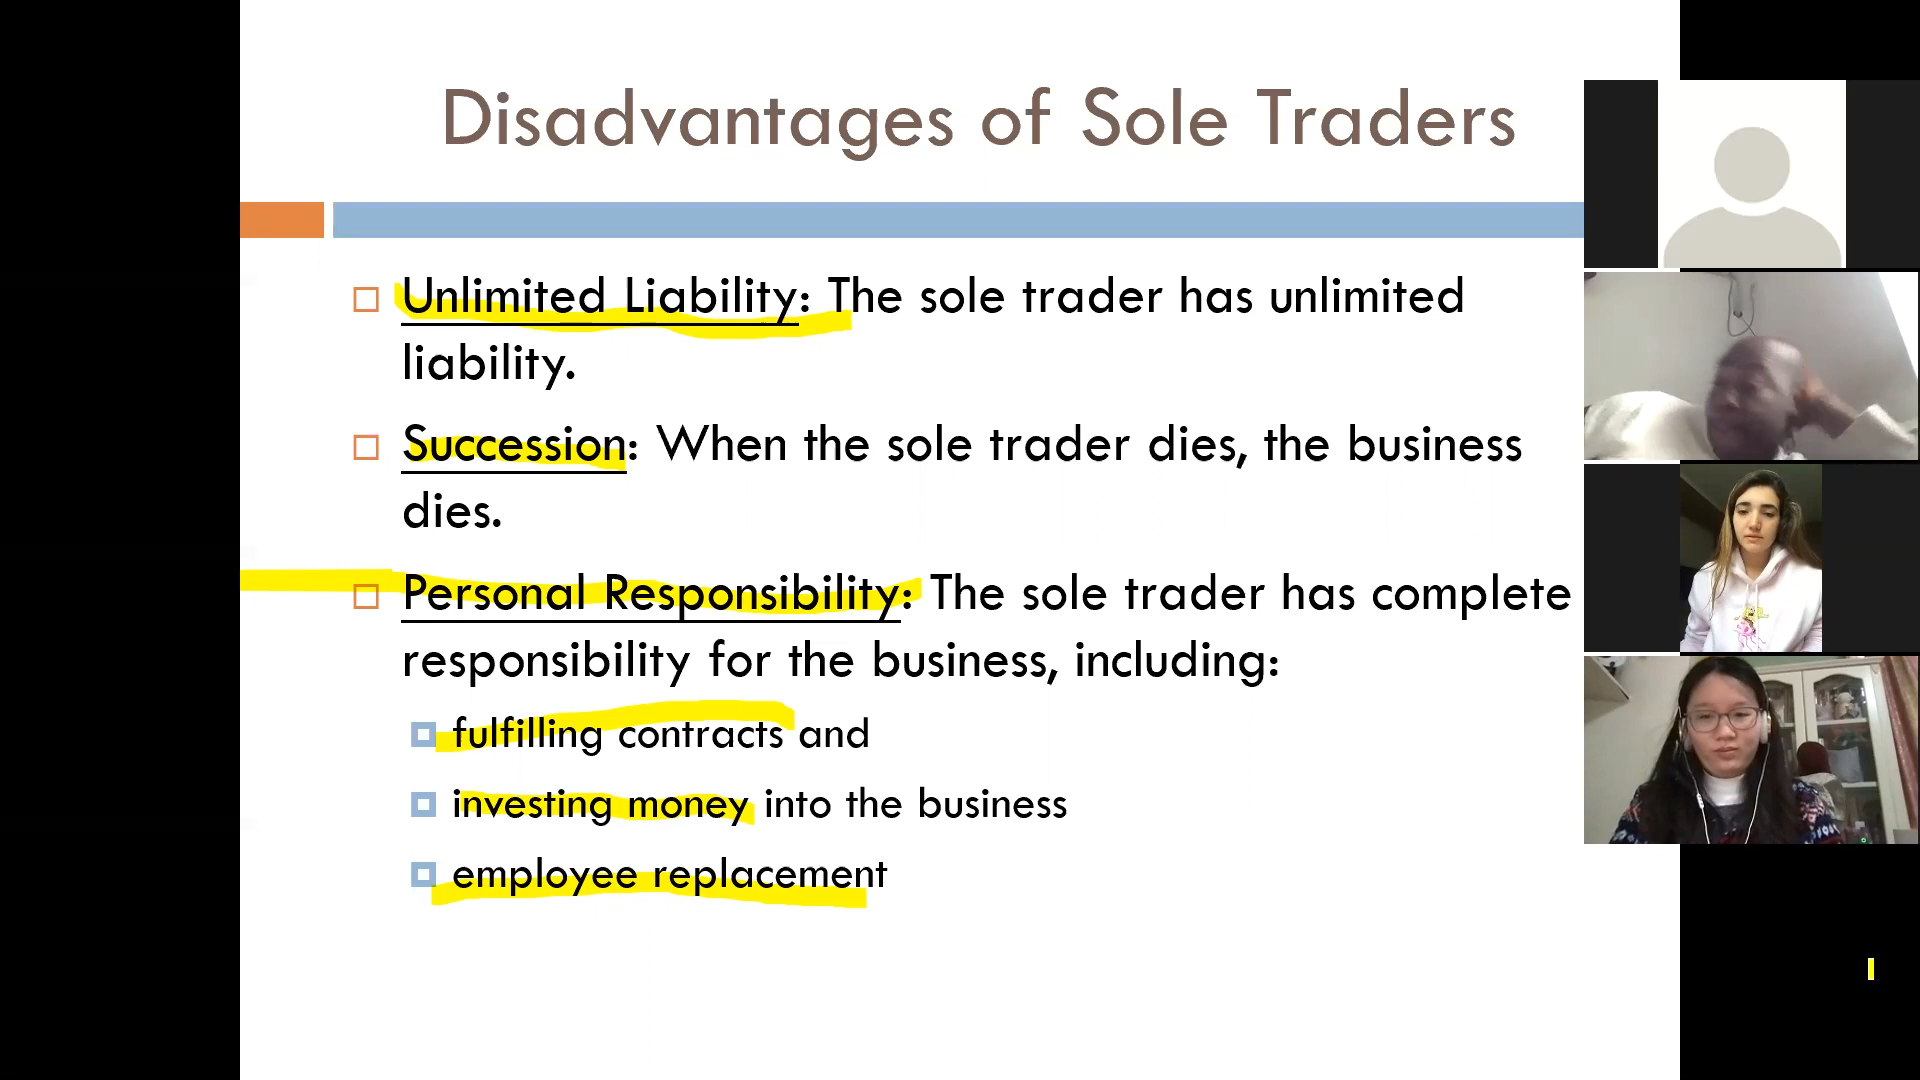 Disadvantages of Sole Traders
Unlimited Liability: The sole trader has unlimited
liability.
Succession: When the sole trader dies, the business
dies.
Personal Responsibility: The sole trader has complete
responsibility for the business, including:
fulfilling contracts and
investing money into the business
employee replacement